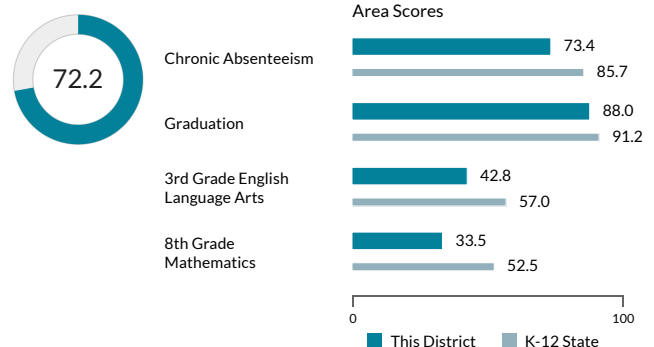 72.2
Area Scores
Chronic Absenteeism
73.4
85.7
Graduation
88.0
91.2
3rd Grade English
Language Arts
42.8
57.0
8th Grade
Mathematics
33.5
52.5
0
100
This District
K-12 State